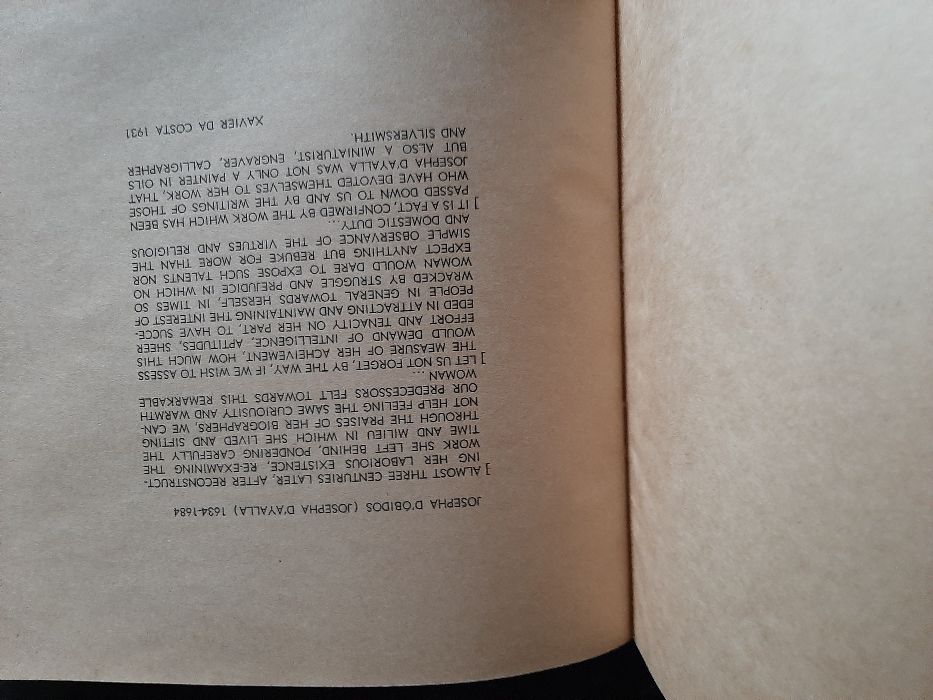 JOSEPHA D'OBIDOS (JOSEPHA D'AYALLA) 1634-1684
] ALMOST THREE CENTURIES LATER, AFTER RECONSTRUCT-
ING HER LABORIOUS EXISTENCE, RE-EXAMINING THE
WORK SHE LEFT BEHIND, PONDERING CAREFULLY THE
TIME AND MILIEU IN WHICH SHE LIVED AND SIFTING
THROUGH THE PRAISES OF HER BIOGRAPHERS, WE CAN-
NOT HELP FEELING THE SAME CURIOUSITY AND WARMTH
OUR PREDECESSORS FELT TOWARDS THIS REMARKABLE
WOMAN ...
] LET US NOT FORGET, BY THE WAY, IF WE WISH TO ASSESS
THE MEASURE OF HER ACHEIVEMENT, HOW MUCH THIS
WOULD DEMAND OF INTELLIGENCE, APTITUDES, SHEER
EFFORT AND TENACITY ON HER PART, TO HAVE SUCCE-
EDED IN ATTRACTING AND MAINTAINING THE INTEREST OF
PEOPLE IN GENERAL TOWARDS HERSELF, IN TIMES SO
WRACKED BY STRUGGLE AND PREJUDICE IN WHICH NO
WOMAN WOULD DARE TO EXPOSE SUCH TALENTS NOR
EXPECT ANYTHING BUT REBUKE FOR MORE THAN THE
SIMPLE OBSERVANCE OF THE VIRTUES AND RELIGIOUS
AND DOMESTIC DUTY...
] IT IS A FACT, CONFIRMED BY THE WORK WHICH HAS BEEN
PASSED DOWN TO US AND BY THE WRITINGS OF THOSE
WHO HAVE DEVOTED THEMSELVES TO HER WORK, THAT,
JOSEPHA D'AYALLA WAS NOT ONLY A PAINTER IN OILS
BUT ALSO A MINIATURIST, ENGRAVER, CALLIGRAPHER
AND SILVERSMITH.
XAVIER DA COSTA 1931